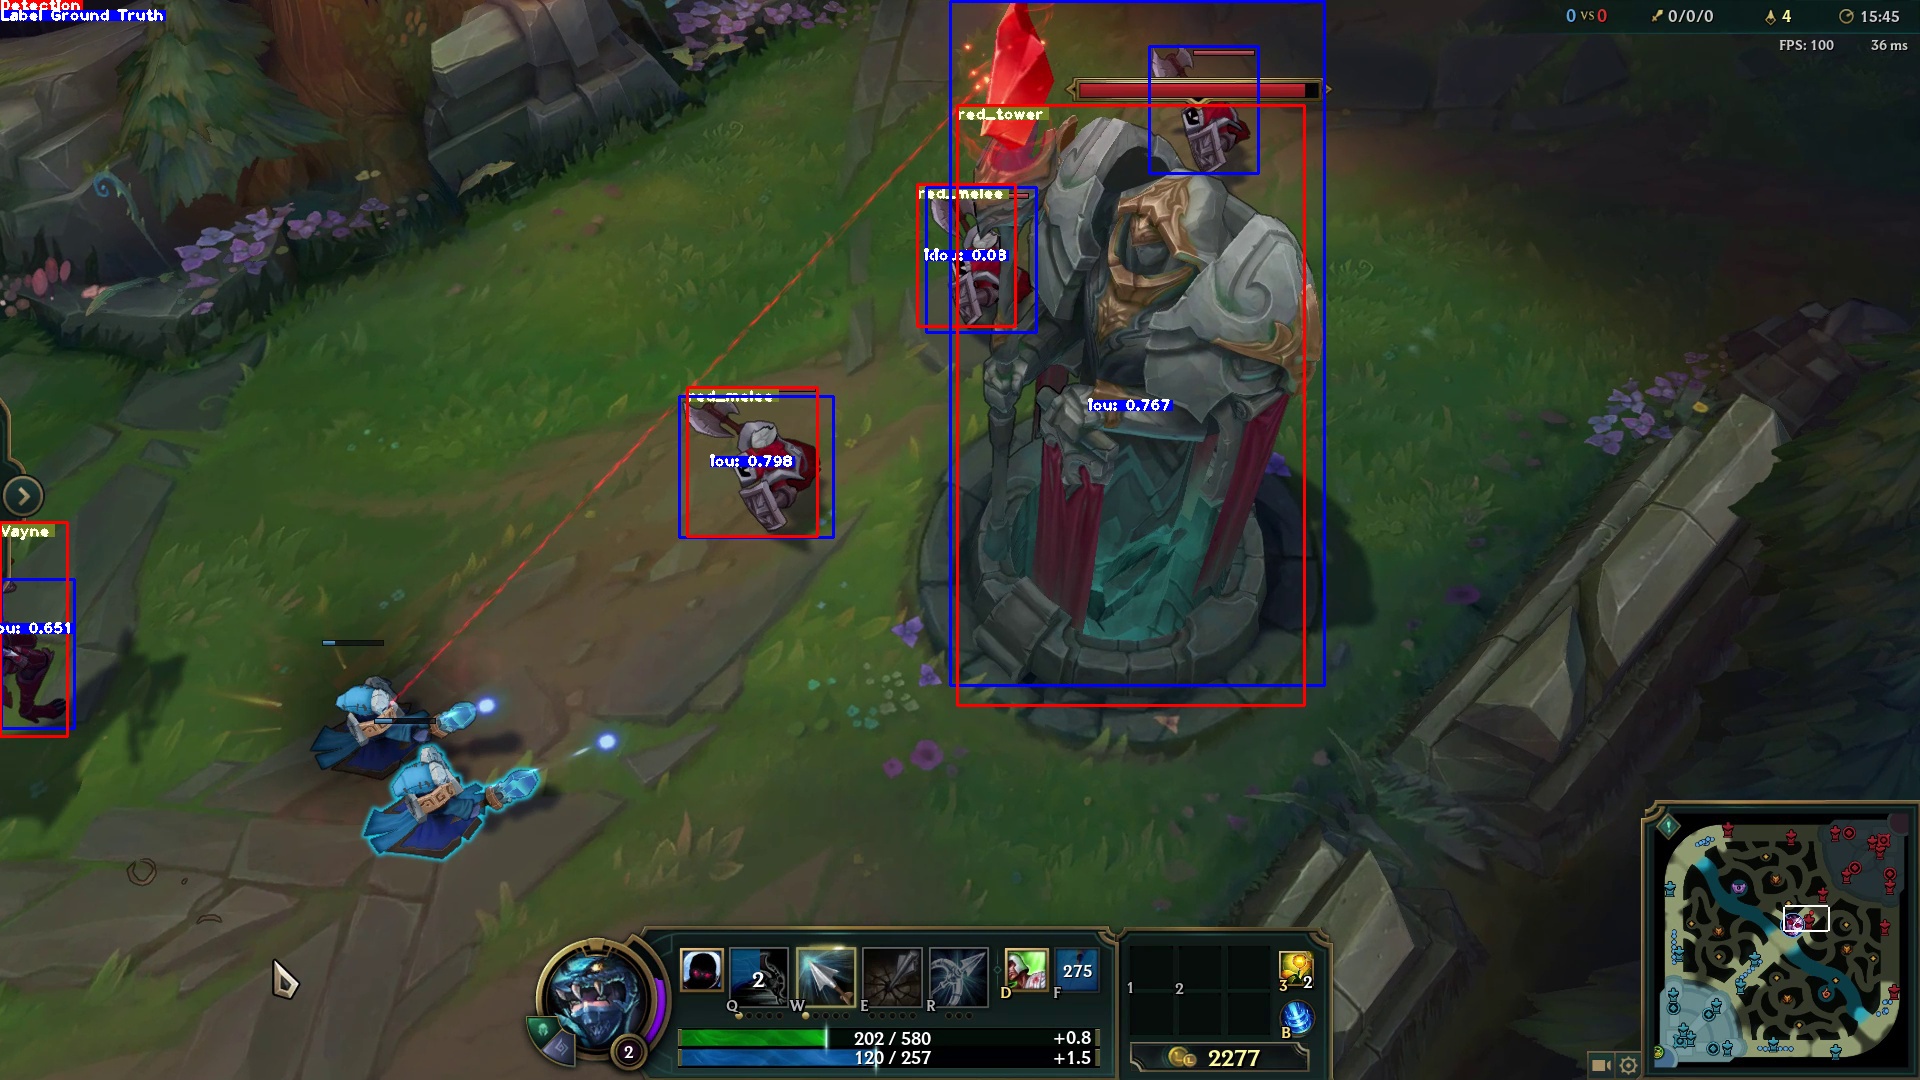 Detection
Label Ground Truth
0 vs 0
0/0/0
4
15:45
FPS: 100
36 ms
red_tower
red_melee
Iou: 0.08
red_melee
Iou: 0.767
Iou: 0.798
Vayne
ou: 0.651
2
275
Q
W
E
R
D
F
1
2
3
2
B
2
202 / 580
+0.8
120 / 257
+1.5
2277